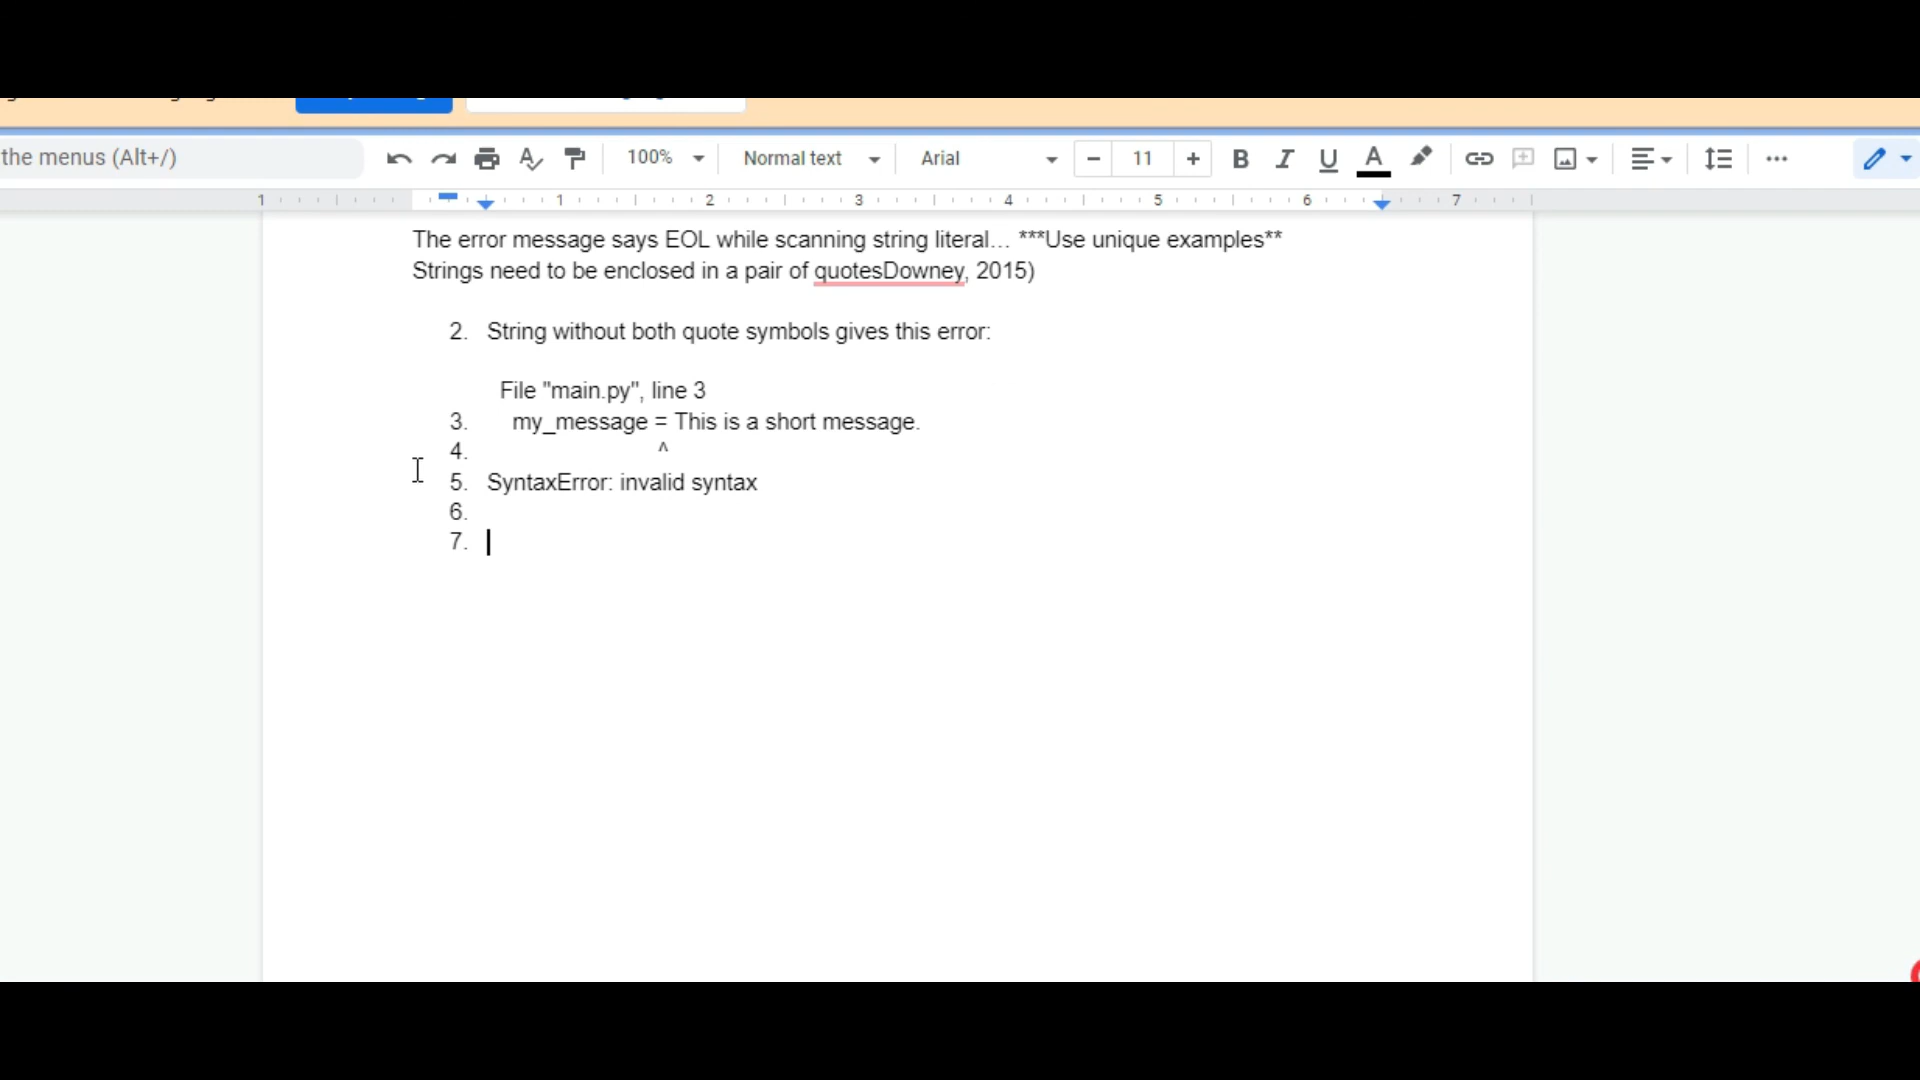 the menus (Alt+/) 100% Normal text Arial − 11 + B I U A
1 1 2 3 4 5 6 7
The error message says EOL while scanning string literal... ***Use unique examples**
Strings need to be enclosed in a pair of quotesDowney, 2015)
2. String without both quote symbols gives this error:
File "main.py", line 3
3. my_message = This is a short message.
4. ^
5. SyntaxError: invalid syntax
6.
7.